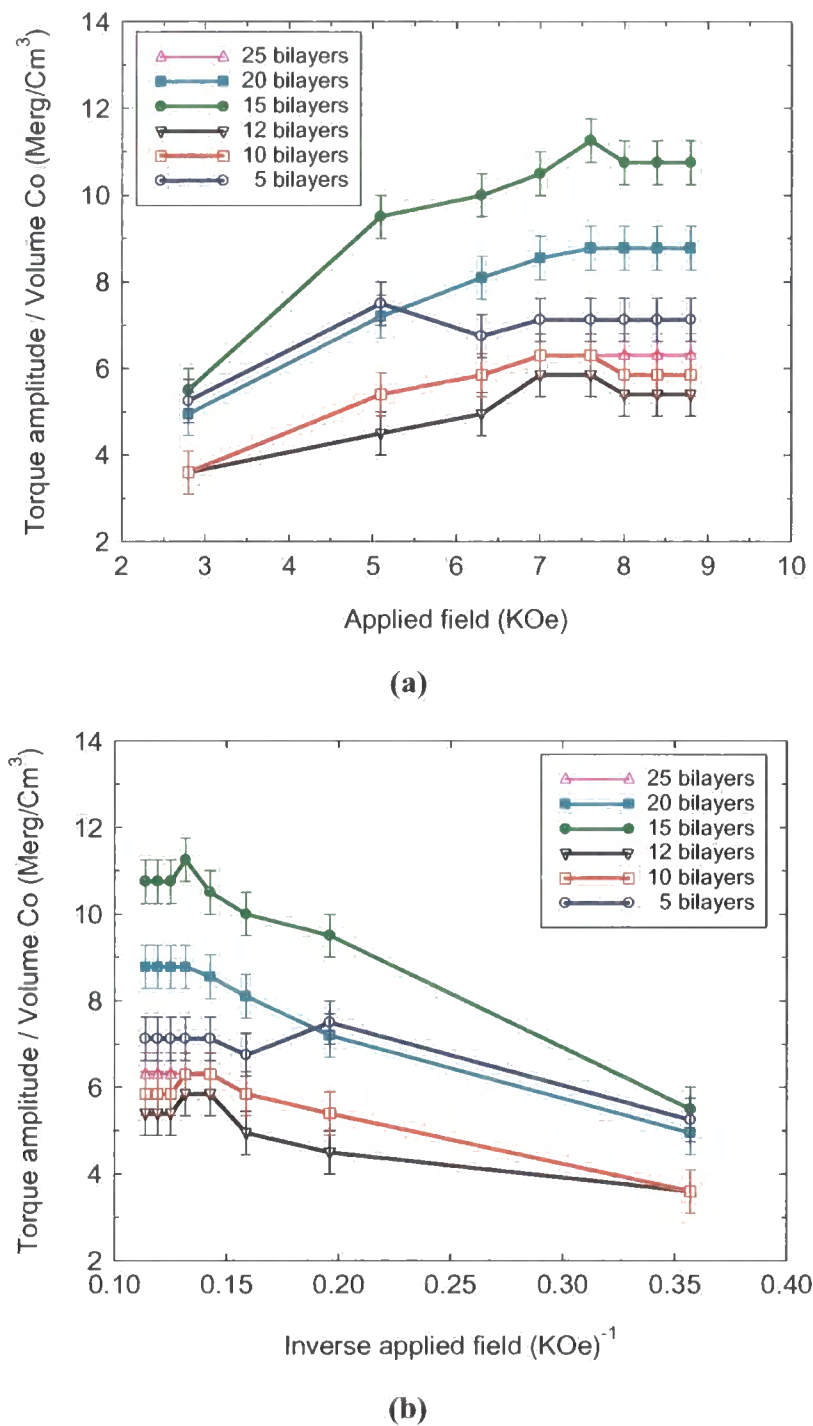 14
12
10
8
6
4
2
Torque amplitude / Volume Co (Merg/Cm³)
25 bilayers
20 bilayers
15 bilayers
12 bilayers
10 bilayers
5 bilayers
2 3 4 5 6 7 8 9 10
Applied field (KOe)
(a)
14
12
10
8
6
4
2
Torque amplitude / Volume Co (Merg/Cm³)
25 bilayers
20 bilayers
15 bilayers
12 bilayers
10 bilayers
5 bilayers
0.10 0.15 0.20 0.25 0.30 0.35 0.40
Inverse applied field (KOe)⁻¹
(b)